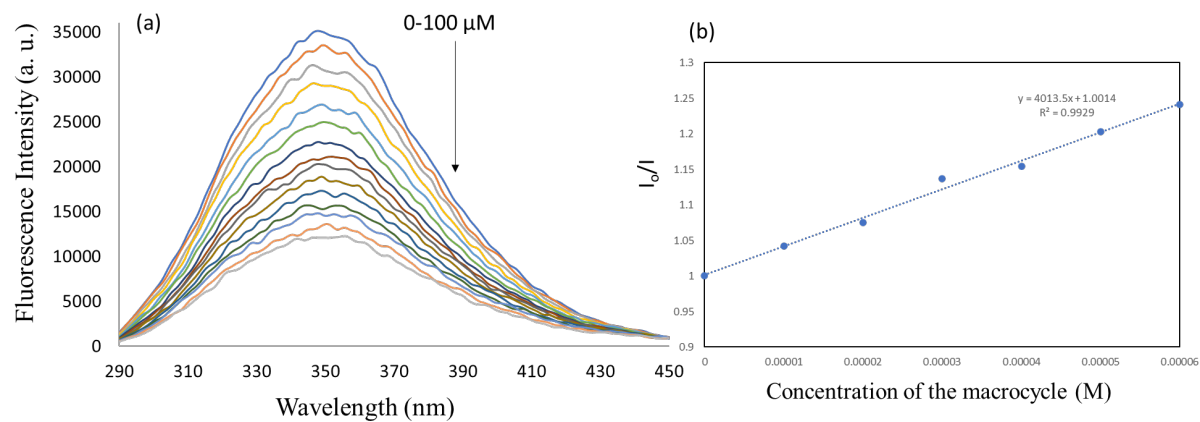 (a)
0-100 μM
Fluorescence Intensity (a. u.)
35000
30000
25000
20000
15000
10000
5000
0
290 310 330 350 370 390 410 430 450
Wavelength (nm)
(b)
I₀/I
1.3
1.25
1.2
1.15
1.1
1.05
1
0.95
0.9
y = 4013.5x + 1.0014
R² = 0.9929
0 0.00001 0.00002 0.00003 0.00004 0.00005 0.00006
Concentration of the macrocycle (M)